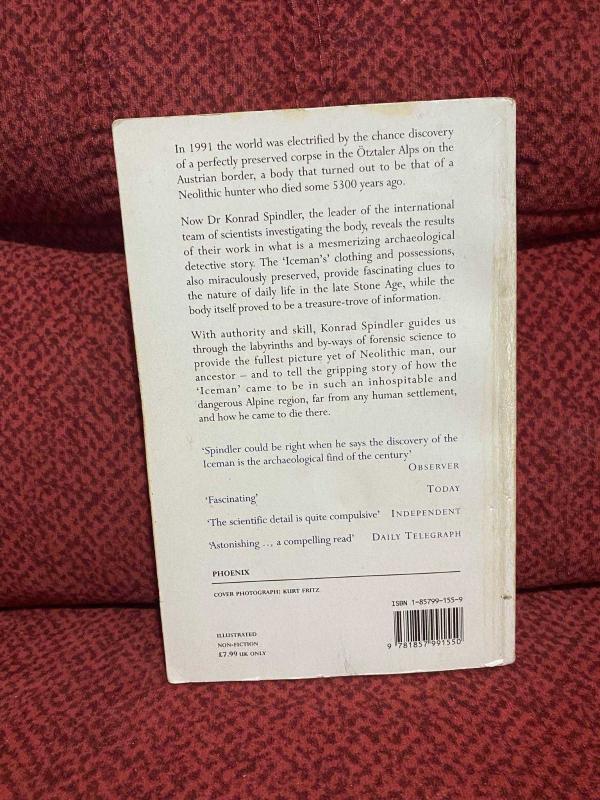 In 1991 the world was electrified by the chance discovery
of a perfectly preserved corpse in the Ötztaler Alps on the
Austrian border, a body that turned out to be that of a
Neolithic hunter who died some 5300 years ago.
Now Dr Konrad Spindler, the leader of the international
team of scientists investigating the body, reveals the results
of their work in what is a mesmerizing archaeological
detective story. The 'Iceman's' clothing and possessions,
also miraculously preserved, provide fascinating clues to
the nature of daily life in the late Stone Age, while the
body itself proved to be a treasure-trove of information.
With authority and skill, Konrad Spindler guides us
through the labyrinths and by-ways of forensic science to
provide the fullest picture yet of Neolithic man, our
ancestor – and to tell the gripping story of how the
'Iceman' came to be in such an inhospitable and
dangerous Alpine region, far from any human settlement,
and how he came to die there.
'Spindler could be right when he says the discovery of the
Iceman is the archaeological find of the century'
OBSERVER
'Fascinating' TODAY
'The scientific detail is quite compulsive' INDEPENDENT
'Astonishing ... a compelling read' DAILY TELEGRAPH
PHOENIX
COVER PHOTOGRAPH: KURT FRITZ
ISBN 1-85799-155-9
ILLUSTRATED
NON-FICTION
£7.99 UK ONLY
9 781857 991550